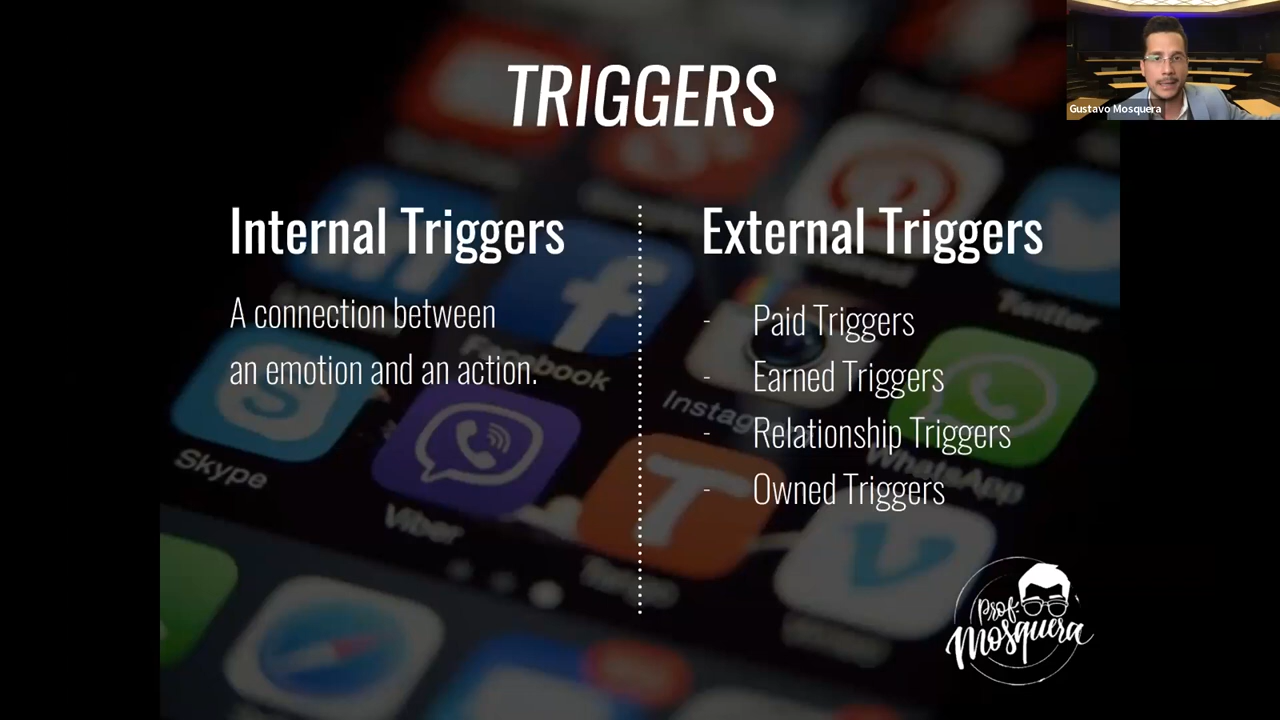 TRIGGERS
Gustavo Mosquera
Internal Triggers
A connection between
an emotion and an action.
External Triggers
- Paid Triggers
- Earned Triggers
- Relationship Triggers
- Owned Triggers
Twitter
Facebook
Instag
WhatsApp
Skype
Viber
Prof.
Mosquera